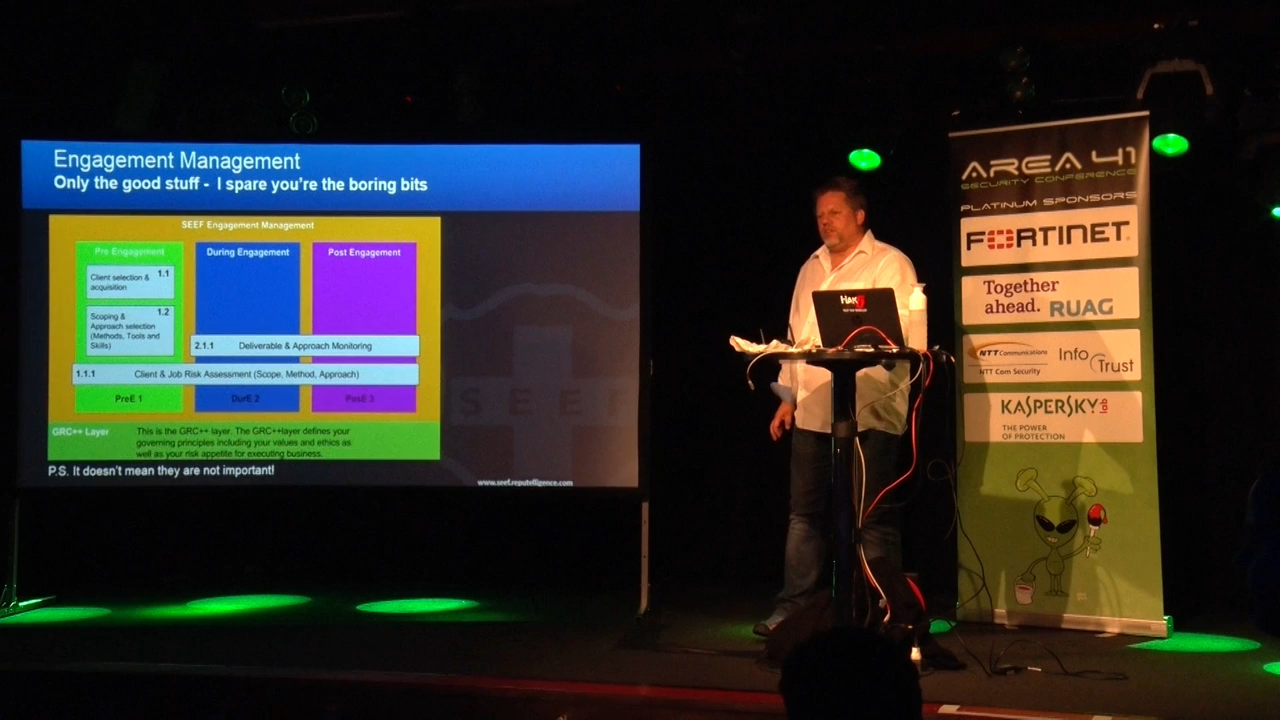 Engagement Management
Only the good stuff - I spare you're the boring bits
SEEF Engagement Management
Pre Engagement
During Engagement
Post Engagement
1.1
Client selection &
acquisition
1.2
Scoping &
Approach selection
(Methods, Tools and
Skills)
2.1.1 Deliverable & Approach Monitoring
1.1.1 Client & Job Risk Assessment (Scope, Method, Approach)
PreE 1
DurE 2
PosE 3
GRC++ Layer
This is the GRC++ layer. The GRC++layer defines your
governing principles including your values and ethics as
well as your risk appetite for executing business.
P.S. It doesn't mean they are not important!
www.seef.reputelligence.com
SEEF
HAK5
AREA 41
SECURITY CONFERENCE
PLATINUM SPONSORS
FORTINET
Together
ahead. RUAG
NTT Communications
NTT Com Security
Info
Trust
KASPERSKY lab
THE POWER
OF PROTECTION